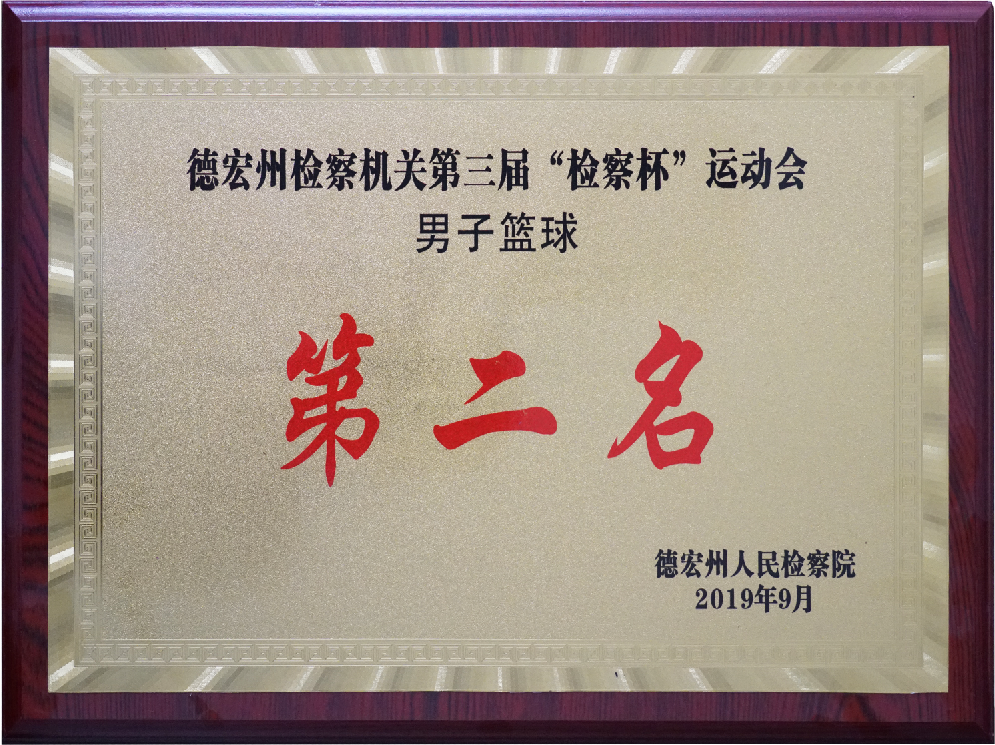 德宏州检察机关第三届“检察杯”运动会
男子篮球
第二名
德宏州人民检察院
2019年9月